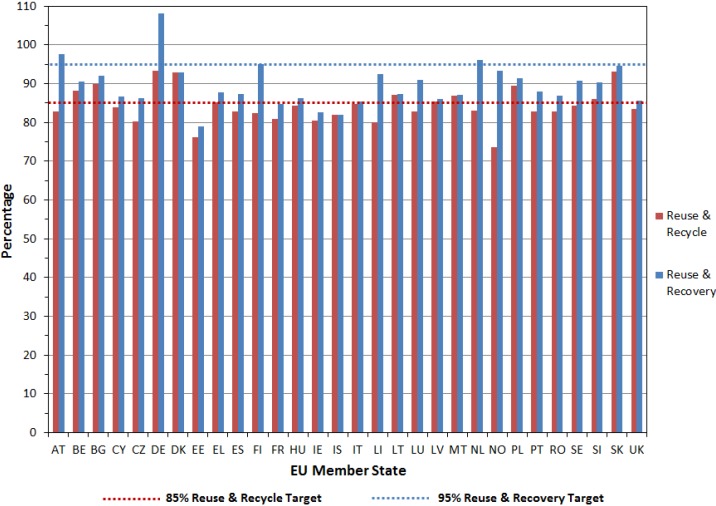 110
100
90
80
70
60
50
40
30
20
10
0
Percentage
AT BE BG CY CZ DE DK EE EL ES FI FR HU IE IS IT LI LT LU LV MT NL NO PL PT RO SE SI SK UK
EU Member State
Reuse &
Recycle
Reuse &
Recovery
85% Reuse & Recycle Target
95% Reuse & Recovery Target